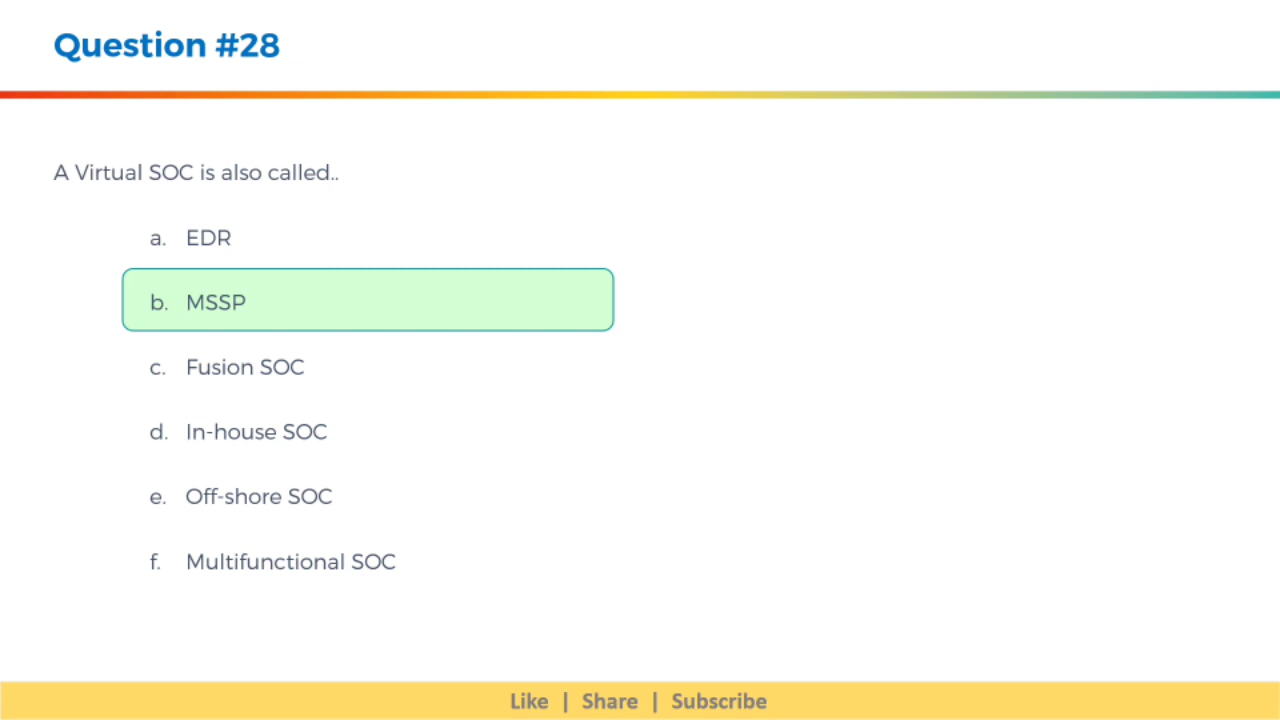 Question #28
A Virtual SOC is also called..
a. EDR
b. MSSP
c. Fusion SOC
d. In-house SOC
e. Off-shore SOC
f. Multifunctional SOC
Like | Share | Subscribe